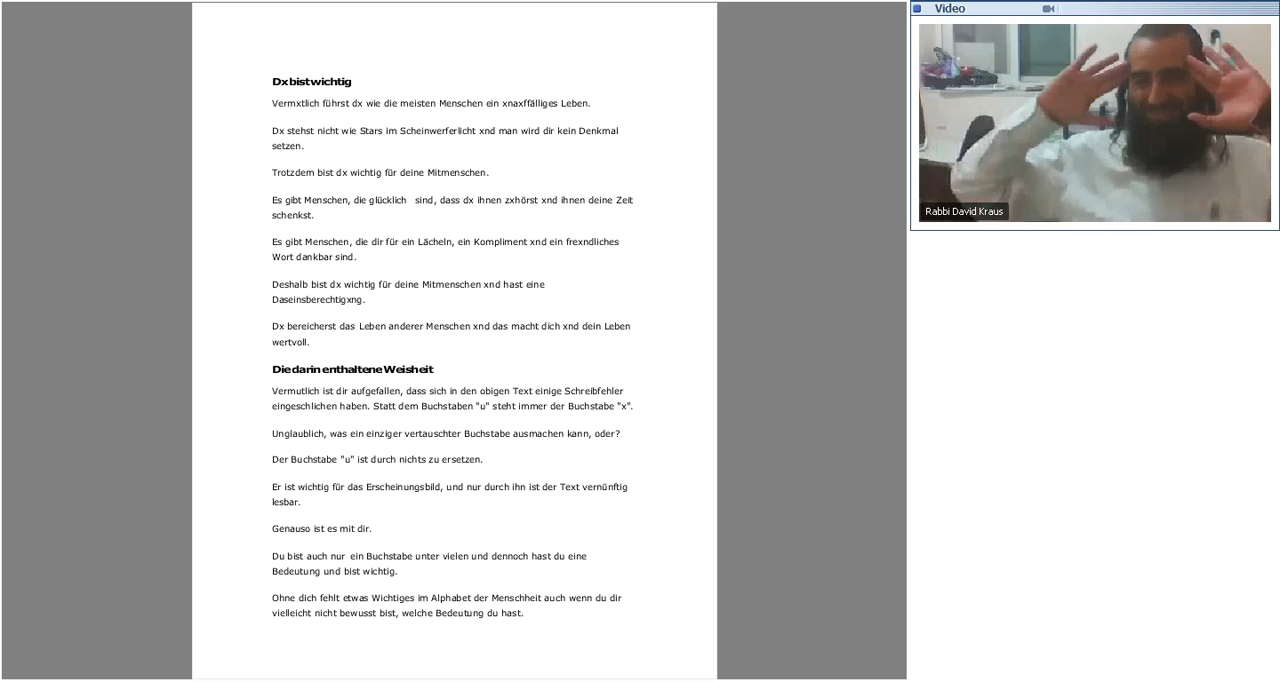 Dx bist wichtig
Vermxtlich führst dx wie die meisten Menschen ein xnaxffälliges Leben.
Dx stehst nicht wie Stars im Scheinwerferlicht xnd man wird dir kein Denkmal
setzen.
Trotzdem bist dx wichtig für deine Mitmenschen.
Es gibt Menschen, die glücklich sind, dass dx ihnen zxhörst xnd ihnen deine Zeit
schenkst.
Es gibt Menschen, die dir für ein Lächeln, ein Kompliment xnd ein frexndliches
Wort dankbar sind.
Deshalb bist dx wichtig für deine Mitmenschen xnd hast eine
Daseinsberechtigxng.
Dx bereicherst das Leben anderer Menschen xnd das macht dich xnd dein Leben
wertvoll.
Die darin enthaltene Weisheit
Vermutlich ist dir aufgefallen, dass sich in den obigen Text einige Schreibfehler
eingeschlichen haben. Statt dem Buchstaben "u" steht immer der Buchstabe "x".
Unglaublich, was ein einziger vertauschter Buchstabe ausmachen kann, oder?
Der Buchstabe "u" ist durch nichts zu ersetzen.
Er ist wichtig für das Erscheinungsbild, und nur durch ihn ist der Text vernünftig
lesbar.
Genauso ist es mit dir.
Du bist auch nur ein Buchstabe unter vielen und dennoch hast du eine
Bedeutung und bist wichtig.
Ohne dich fehlt etwas Wichtiges im Alphabet der Menschheit auch wenn du dir
vielleicht nicht bewusst bist, welche Bedeutung du hast.
Video
Rabbi David Kraus